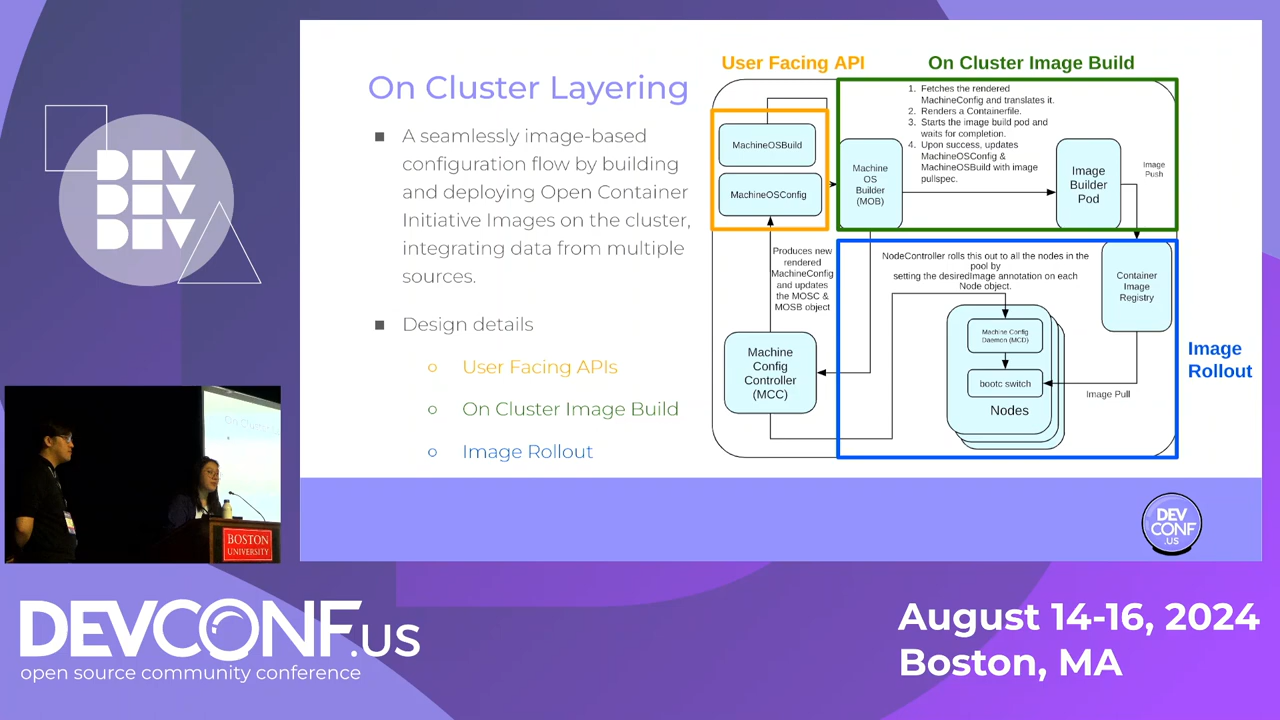 DEV
DEV
DEV
On Cluster Layering
■ A seamlessly image-based
configuration flow by building
and deploying Open Container
Initiative Images on the cluster,
integrating data from multiple
sources.
■ Design details
○ User Facing APIs
○ On Cluster Image Build
○ Image Rollout
User Facing API
On Cluster Image Build
MachineOSBuild
MachineOSConfig
1. Fetches the rendered
MachineConfig and translates it.
2. Renders a Containerfile.
3. Starts the image build pod and
waits for completion.
4. Upon success, updates
MachineOSConfig &
MachineOSBuild with image
pullspec.
Machine
OS
Builder
(MOB)
Image
Builder
Pod
Image
Push
Produces new
rendered
MachineConfig
and updates
the MOSC &
MOSB object
NodeController rolls this out to all the nodes in the
pool by
setting the desiredImage annotation on each
Node object.
Container
Image
Registry
Machine
Config
Controller
(MCC)
Machine Config
Daemon (MCD)
bootc switch
Nodes
Image Pull
Image
Rollout
DEV
CONF
.US
On Cluster
BOSTON
UNIVERSITY
DEVCONF.US
open source community conference
August 14-16, 2024
Boston, MA